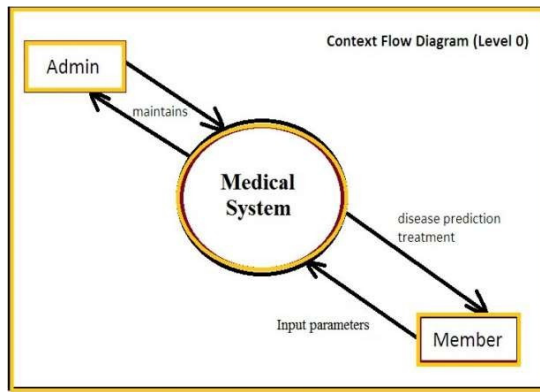 Context Flow Diagram (Level 0)
Admin
maintains
Medical
System
disease prediction
treatment
Input parameters
Member